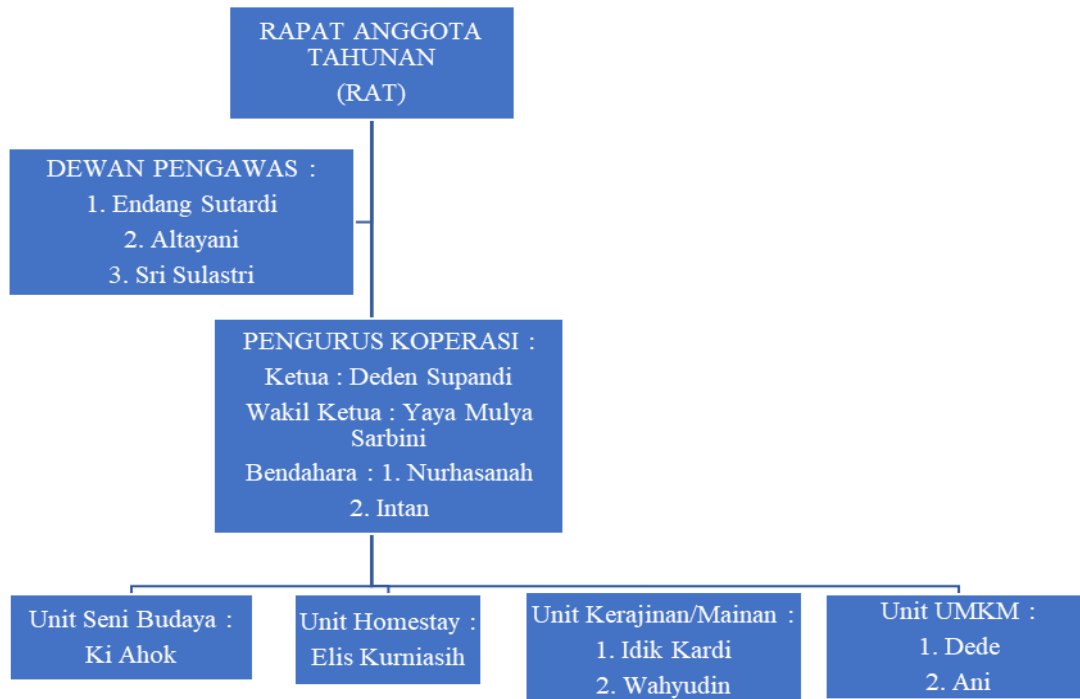 RAPAT ANGGOTA
TAHUNAN
(RAT)
DEWAN PENGAWAS :
1. Endang Sutardi
2. Altayani
3. Sri Sulastri
PENGURUS KOPERASI :
Ketua : Deden Supandi
Wakil Ketua : Yaya Mulya
Sarbini
Bendahara : 1. Nurhasanah
2. Intan
Unit Seni Budaya :
Ki Ahok
Unit Homestay :
Elis Kurniasih
Unit Kerajinan/Mainan :
1. Idik Kardi
2. Wahyudin
Unit UMKM :
1. Dede
2. Ani